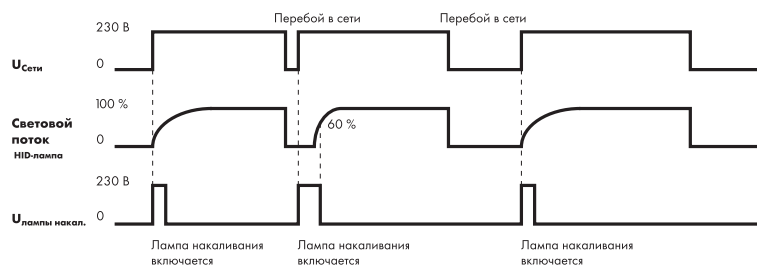 Перебой в сети
Перебой в сети
230 В
0
UСети
100 %
0
Световой
поток
HID-лампа
60 %
230 В
0
Uлампы накал.
Лампа накаливания
включается
Лампа накаливания
включается
Лампа накаливания
включается